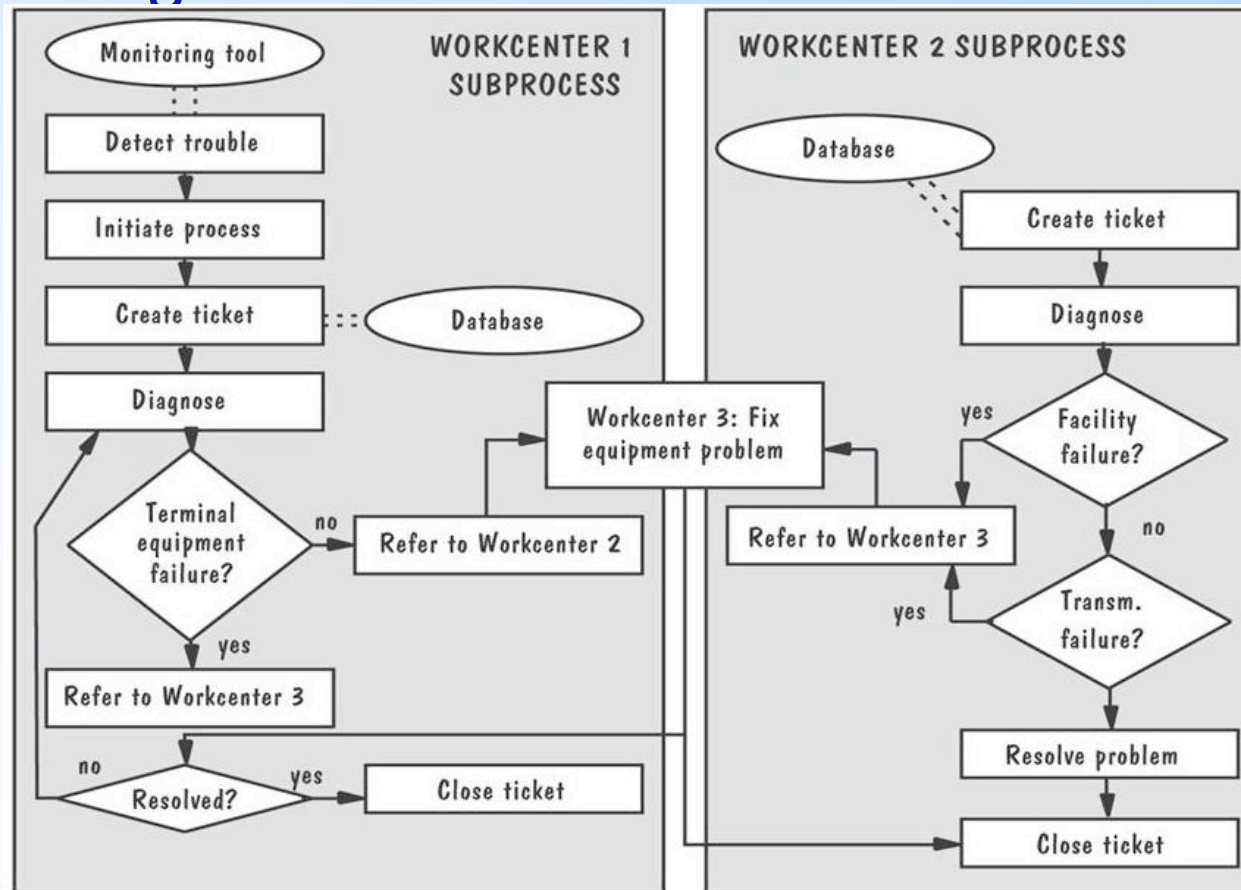 WORKCENTER 1
SUBPROCESS
Monitoring tool
Detect trouble
Initiate process
Create ticket
Database
Diagnose
Terminal
equipment
failure?
no
Refer to Workcenter 2
yes
Refer to Workcenter 3
no
Resolved?
yes
Close ticket
Workcenter 3: Fix
equipment problem
WORKCENTER 2 SUBPROCESS
Database
Create ticket
Diagnose
yes
Facility
failure?
Refer to Workcenter 3
no
yes
Transm.
failure?
Resolve problem
Close ticket